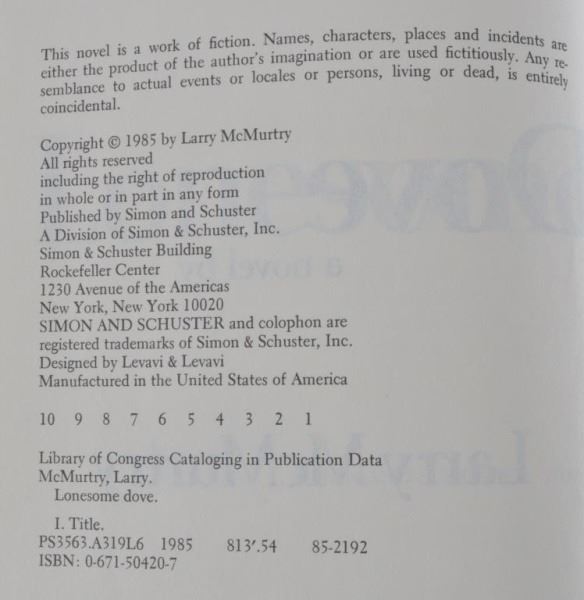 This novel is a work of fiction. Names, characters, places and incidents are
either the product of the author's imagination or are used fictitiously. Any re-
semblance to actual events or locales or persons, living or dead, is entirely
coincidental.
Copyright © 1985 by Larry McMurtry
All rights reserved
including the right of reproduction
in whole or in part in any form
Published by Simon and Schuster
A Division of Simon & Schuster, Inc.
Simon & Schuster Building
Rockefeller Center
1230 Avenue of the Americas
New York, New York 10020
SIMON AND SCHUSTER and colophon are
registered trademarks of Simon & Schuster, Inc.
Designed by Levavi & Levavi
Manufactured in the United States of America
10 9 8 7 6 5 4 3 2 1
Library of Congress Cataloging in Publication Data
McMurtry, Larry.
Lonesome dove.
I. Title.
PS3563.A319L6 1985 813'.54 85-2192
ISBN: 0-671-50420-7